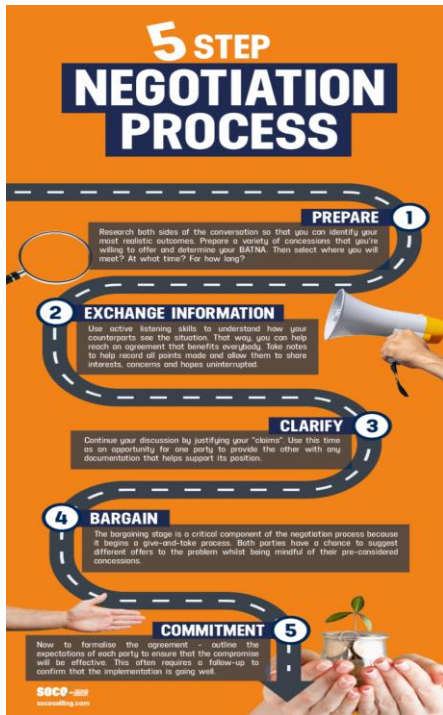 5 STEP
NEGOTIATION
PROCESS
PREPARE 1
Research both sides of the conversation so that you can identify your
most realistic outcomes. Prepare a variety of concessions that you're
willing to offer and determine your BATNA. Then select where you will
meet? At what time? For how long?
2 EXCHANGE INFORMATION
Use active listening skills to understand how your
counterparts see the situation. That way, you can help
reach an agreement that benefits everybody. Take notes
to help record all points made and allow them to share
interests, concerns and hopes uninterrupted.
CLARIFY 3
Continue your discussion by justifying your "claims". Use this time
as an opportunity for one party to provide the other with any
documentation that helps support its position.
4 BARGAIN
The bargaining stage is a critical component of the negotiation process because
it begins a give-and-take process. Both parties have a chance to suggest
different offers to the problem whilst being mindful of their pre-considered
concessions.
COMMITMENT 5
Now to formalise the agreement - outline the
expectations of each party to ensure that the compromise
will be effective. This often requires a follow-up to
confirm that the implementation is going well.
SOCO
socoselling.com